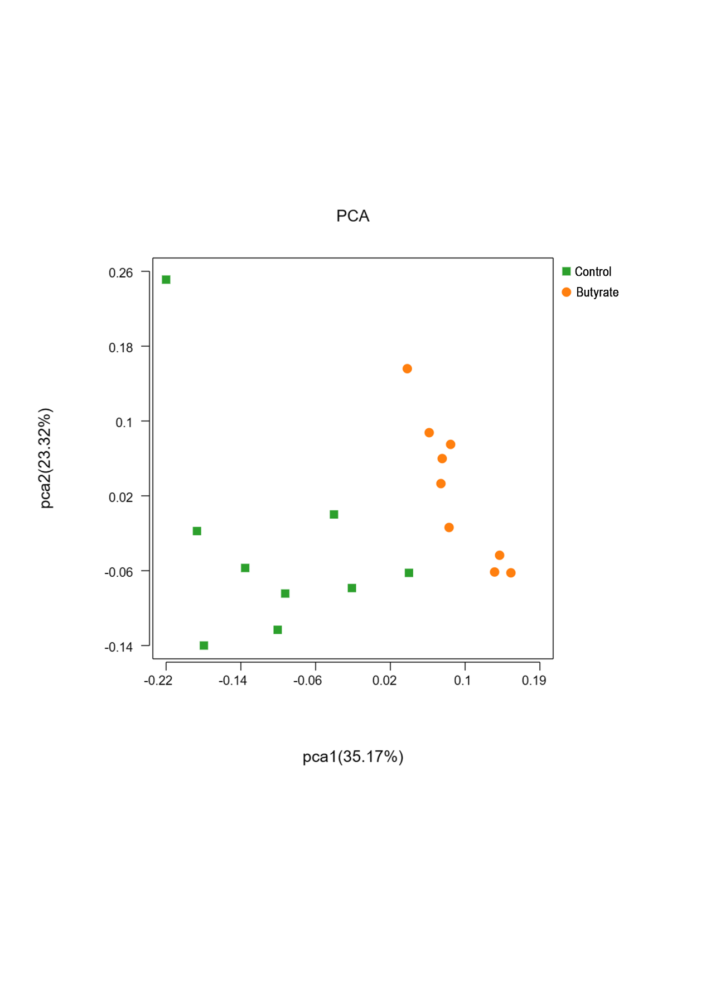 PCA
Control
Butyrate
0.26
0.18
0.1
0.02
-0.06
-0.14
pca2(23.32%)
-0.22
-0.14
-0.06
0.02
0.1
0.19
pca1(35.17%)